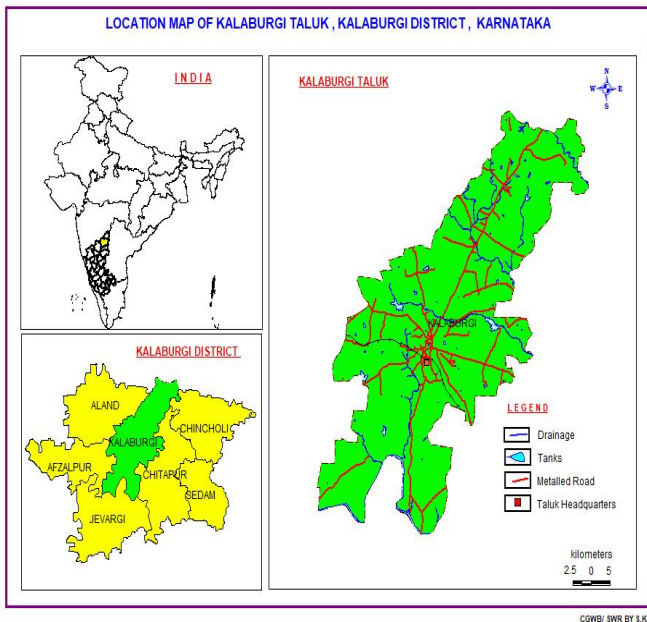 LOCATION MAP OF KALABURGI TALUK , KALABURGI DISTRICT , KARNATAKA
I N D I A
KALABURGI TALUK
N
W E
S
KALABURGI
KALABURGI DISTRICT
ALAND
CHINCHOLI
KALABURGI
AFZALPUR
CHITAPUR
SEDAM
JEVARGI
L E G E N D
Drainage
Tanks
Metalled Road
Taluk Headquarters
kilometers
2.5 0 5
CGWB/ SWR BY S.K